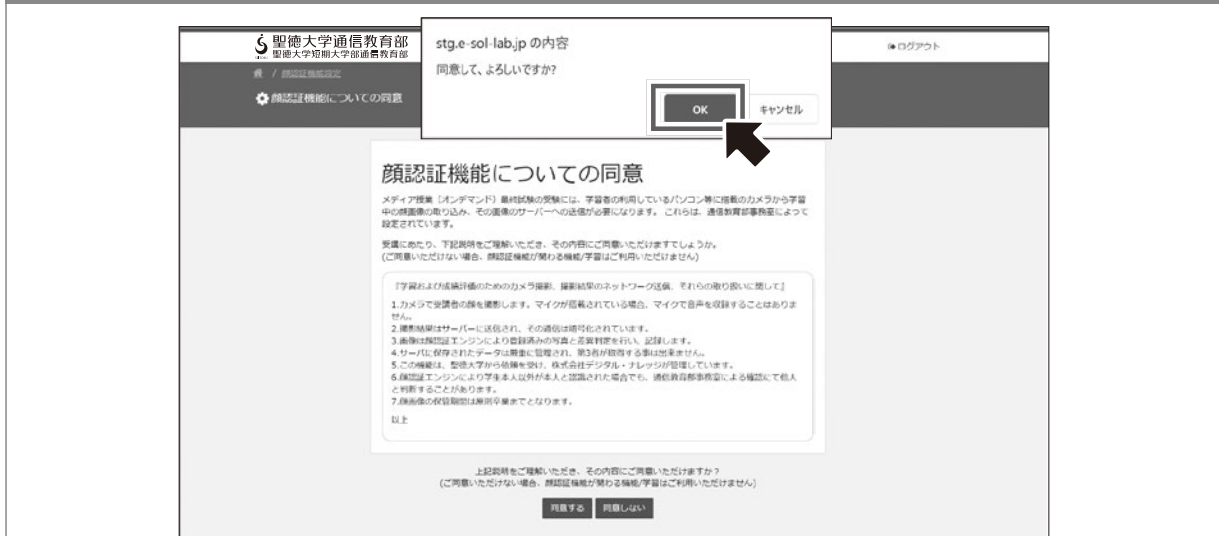 聖徳大学通信教育部
聖徳大学短期大学部通信教育部
ログアウト
/ 顔認証機能設定
顔認証機能についての同意
stg.e-sol-lab.jp の内容
同意して、よろしいですか?
OK
キャンセル
顔認証機能についての同意
メディア授業［オンデマンド］最終試験の受験には、学習者の利用しているパソコン等に搭載のカメラから学習
中の顔画像の取り込み、その画像のサーバーへの送信が必要になります。 これらは、通信教育部事務室によって
設定されています。
受講にあたり、下記説明をご理解いただき、その内容にご同意いただけますでしょうか。
(ご同意いただけない場合、顔認証機能が関わる機能/学習はご利用いただけません)
『学習および成績評価のためのカメラ撮影、撮影結果のネットワーク送信、それらの取り扱いに関して』
1.カメラで受講者の顔を撮影します。マイクが搭載されている場合、マイクで音声を収録することはありま
せん。
2.撮影結果はサーバーに送信され、その通信は暗号化されています。
3.画像は顔認証エンジンにより登録済みの写真と差異判定を行い、記録します。
4.サーバに保存されたデータは厳重に管理され、第3者が取得する事は出来ません。
5.この機能は、聖徳大学から依頼を受け、株式会社デジタル・ナレッジが管理しています。
6.顔認証エンジンにより学生本人以外が本人と認識された場合でも、通信教育部事務室による確認にて他人
と判断することがあります。
7.顔画像の保管期間は原則卒業までとなります。
以上
上記説明をご理解いただき、その内容にご同意いただけますか？
(ご同意いただけない場合、顔認証機能が関わる機能/学習はご利用いただけません)
同意する
同意しない